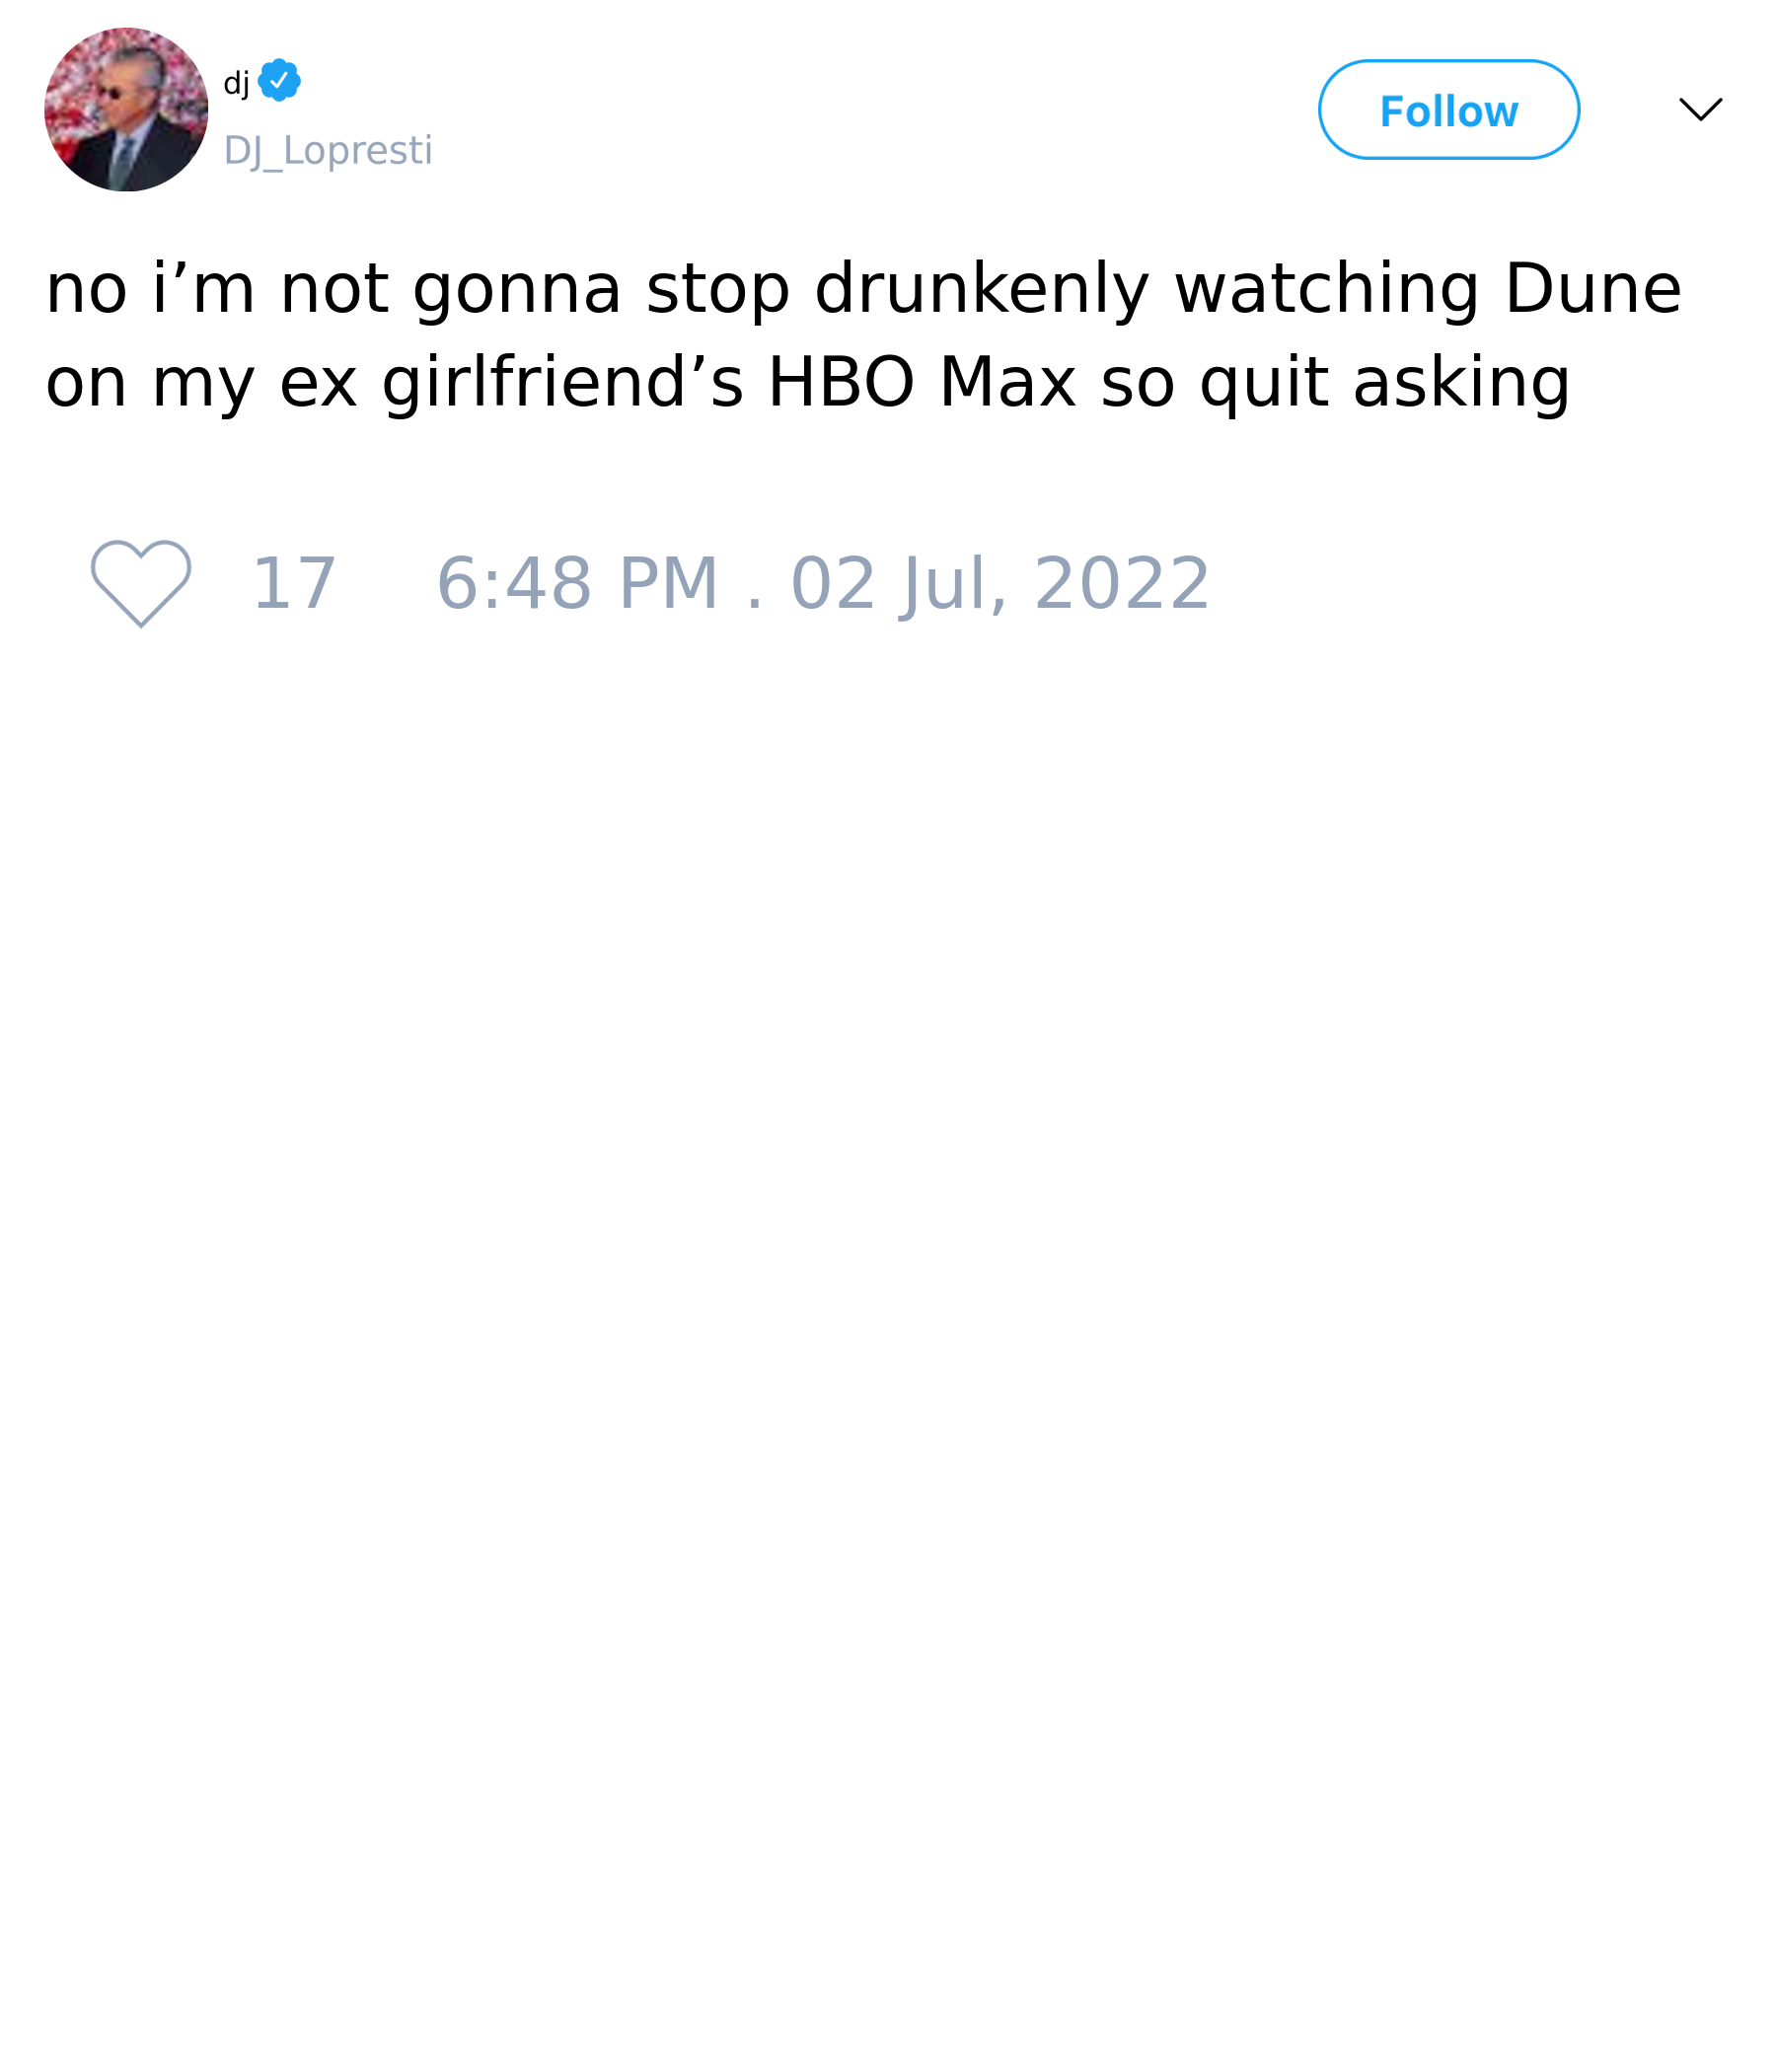 dj
DJ_Lopresti
Follow
no i’m not gonna stop drunkenly watching Dune
on my ex girlfriend’s HBO Max so quit asking
17 6:48 PM . 02 Jul, 2022